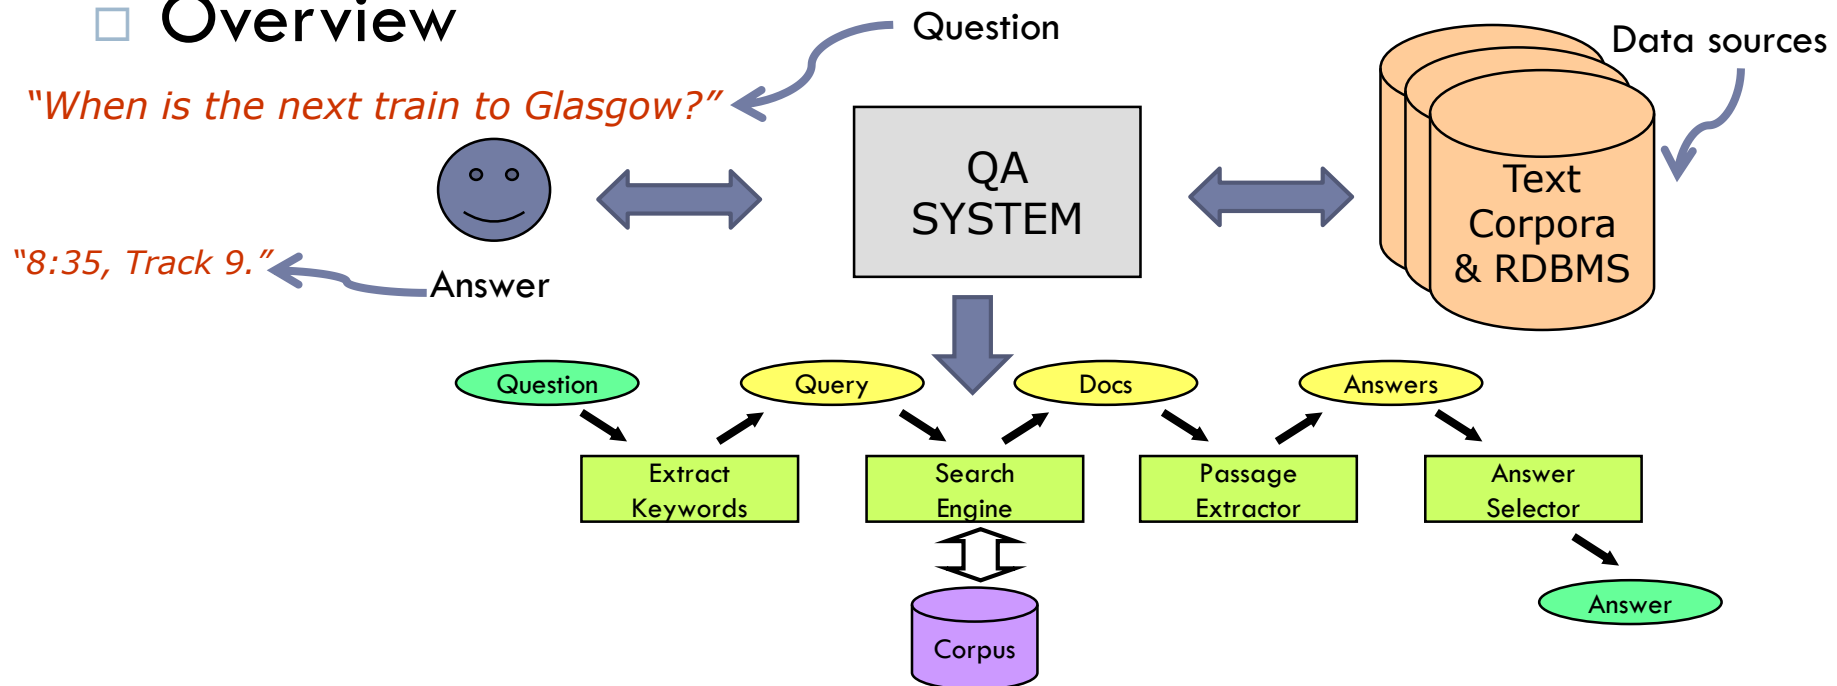 Overview
Question
Data sources
“When is the next train to Glasgow?”
QA
SYSTEM
Text
Corpora
& RDBMS
“8:35, Track 9.”
Answer
Question
Query
Docs
Answers
Extract
Keywords
Search
Engine
Passage
Extractor
Answer
Selector
Answer
Corpus